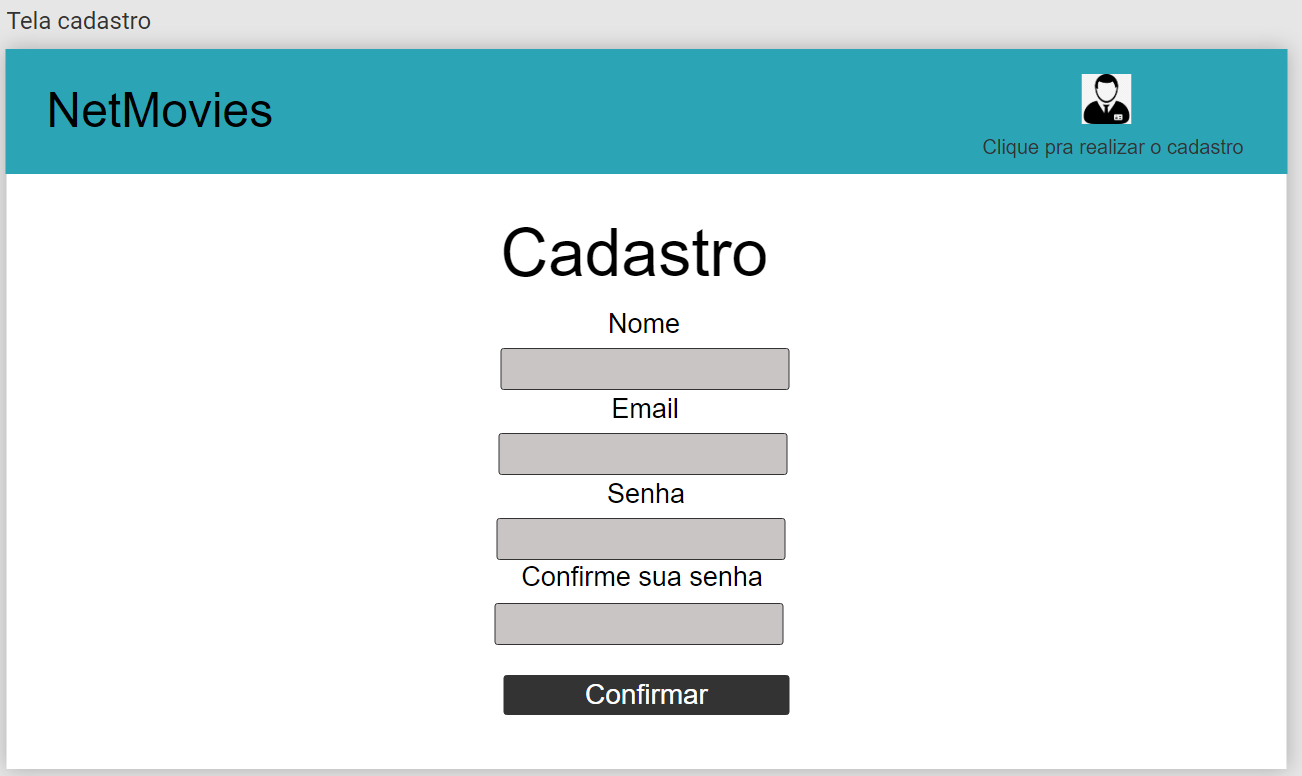 Tela cadastro
NetMovies
Clique pra realizar o cadastro
Cadastro
Nome
Email
Senha
Confirme sua senha
Confirmar